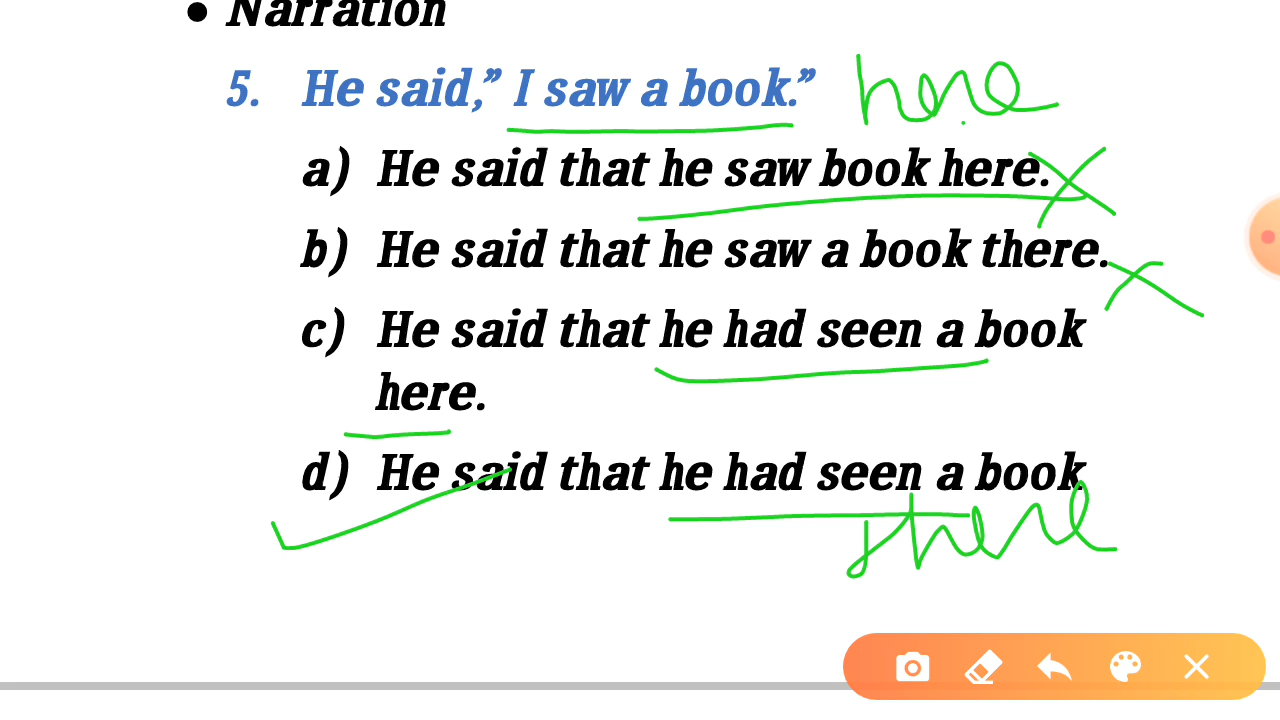 • Narration
5. He said,” I saw a book.” here
a) He said that he saw book here.
b) He said that he saw a book there.
c) He said that he had seen a book
here.
d) He said that he had seen a book
there